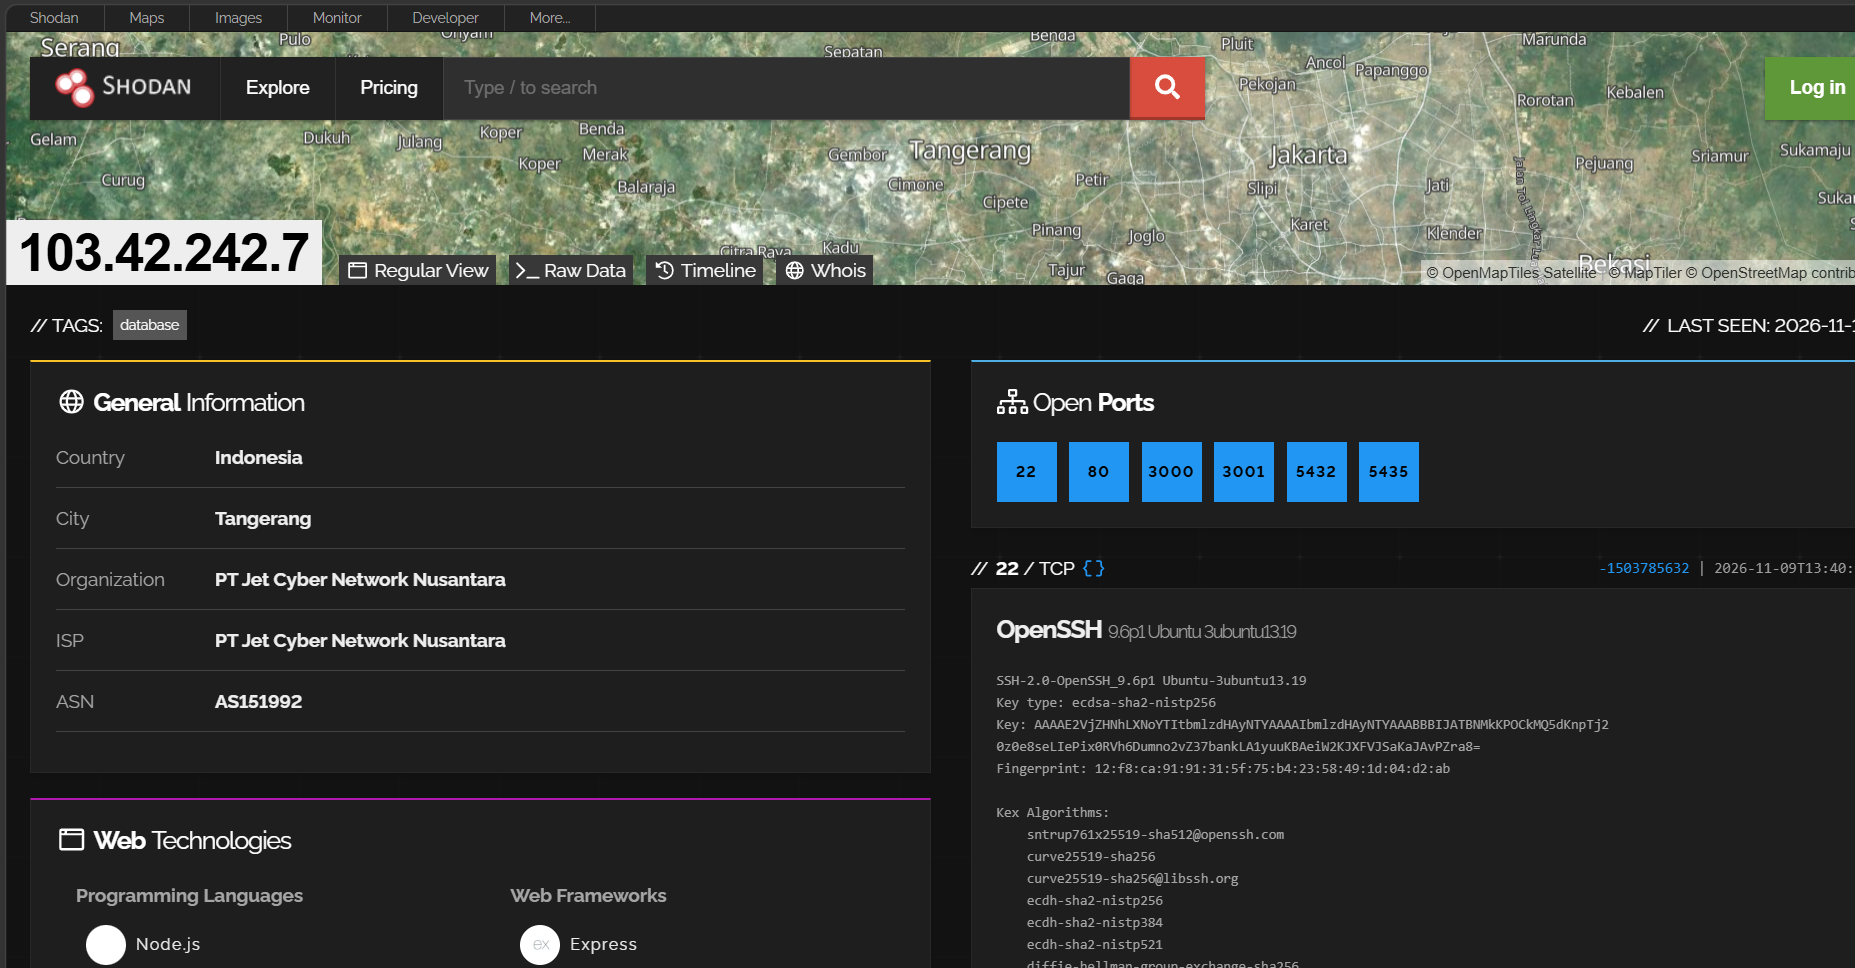 Shodan Maps Images Monitor Developer More...
Serang Pulo Benda Marunda
Sepatan Pluit
SHODAN Explore Pricing Type / to search Ancol Papanggo Pekojan Rorotan Kebalen Log in
Gelam Dukuh Julang Koper Benda
Koper Merak Gembor Tangerang Jakarta Pejuang Sriamur Sukamaju
Curug Balaraja Cimone Petir Slipi Jati
Cipete Karet
Pinang Joglo Klender
Citra Raya Kadu Bekasi
Tajur Gaga
103.42.242.7
Regular View >_ Raw Data Timeline Whois
© OpenMapTiles Satellite © MapTiler © OpenStreetMap contrib
// TAGS: database
// LAST SEEN: 2026-11-1
General Information
Country Indonesia
City Tangerang
Organization PT Jet Cyber Network Nusantara
ISP PT Jet Cyber Network Nusantara
ASN AS151992
Web Technologies
Programming Languages
Node.js
Web Frameworks
ex Express
Open Ports
22 80 3000 3001 5432 5435
// 22 / TCP {} -1503785632 | 2026-11-09T13:40:
OpenSSH 9.6p1 Ubuntu 3ubuntu13.19
SSH-2.0-OpenSSH_9.6p1 Ubuntu-3ubuntu13.19
Key type: ecdsa-sha2-nistp256
Key: AAAAE2VjZHNhLXNoYTItbmlzdHAyNTYAAAAIbmlzdHAyNTYAAABBBIJATBNMkKPOCkMQ5dKnpTj2
0z0e8seLIePix0RVh6Dumno2vZ37bankLA1yuuKBAeiW2KJXFVJSaKaJAvPZra8=
Fingerprint: 12:f8:ca:91:91:31:5f:75:b4:23:58:49:1d:04:d2:ab
Kex Algorithms:
sntrup761x25519-sha512@openssh.com
curve25519-sha256
curve25519-sha256@libssh.org
ecdh-sha2-nistp256
ecdh-sha2-nistp384
ecdh-sha2-nistp521
diffie-hellman-group-exchange-sha256